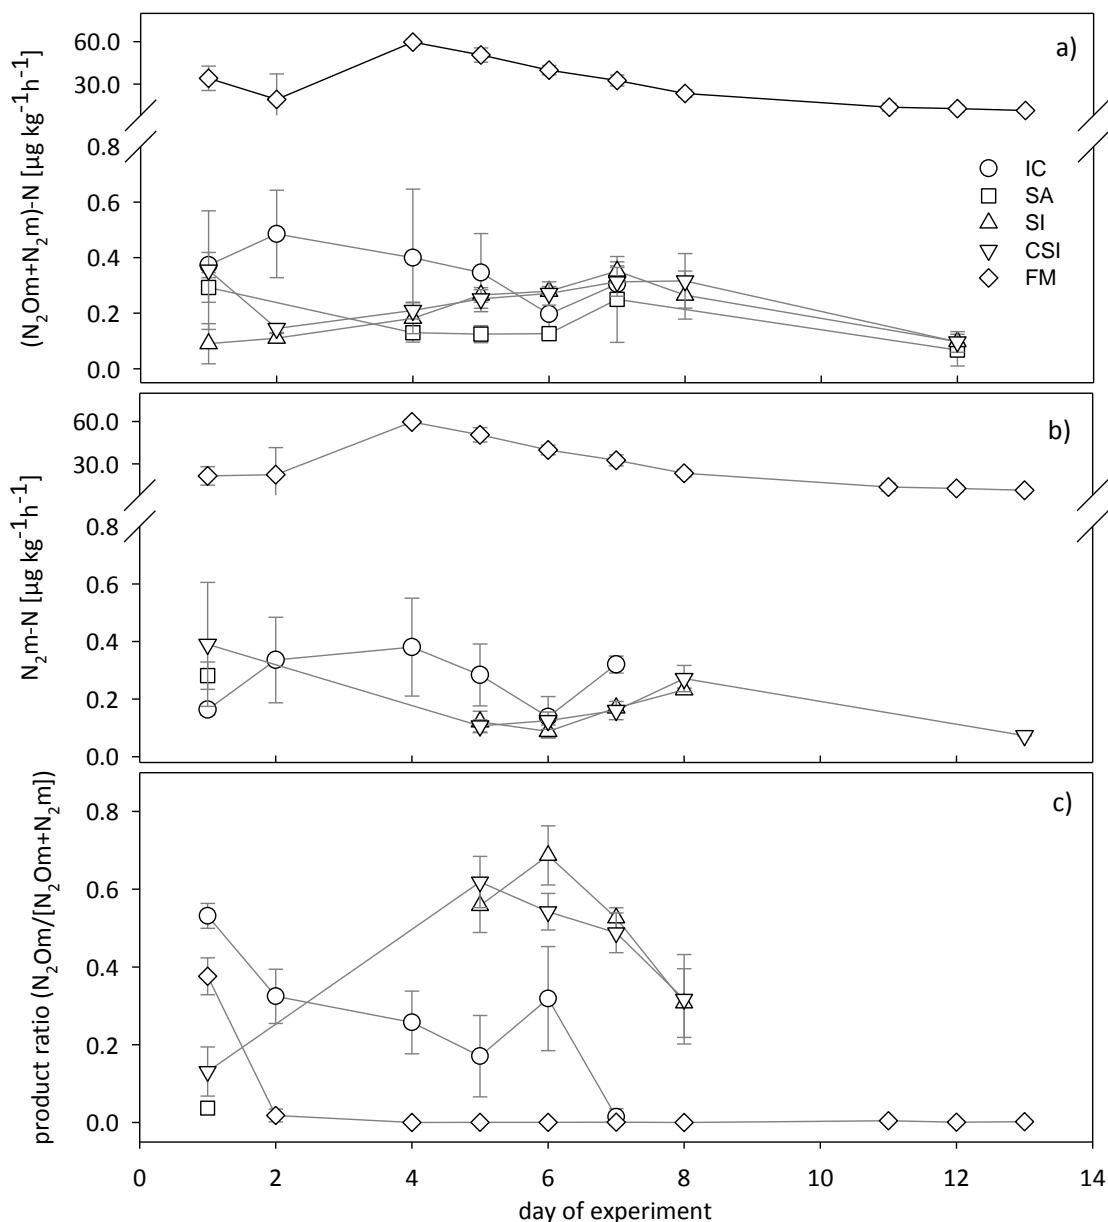 a)
60.0
30.0
0.8
0.6
0.4
0.2
0.0
(N₂Om+N₂m)-N [µg kg⁻¹h⁻¹]
IC
SA
SI
CSI
FM
b)
60.0
30.0
0.8
0.6
0.4
0.2
0.0
N₂m-N [µg kg⁻¹h⁻¹]
c)
0.8
0.6
0.4
0.2
0.0
product ratio (N₂Om/[N₂Om+N₂m])
0 2 4 6 8 10 12 14
day of experiment